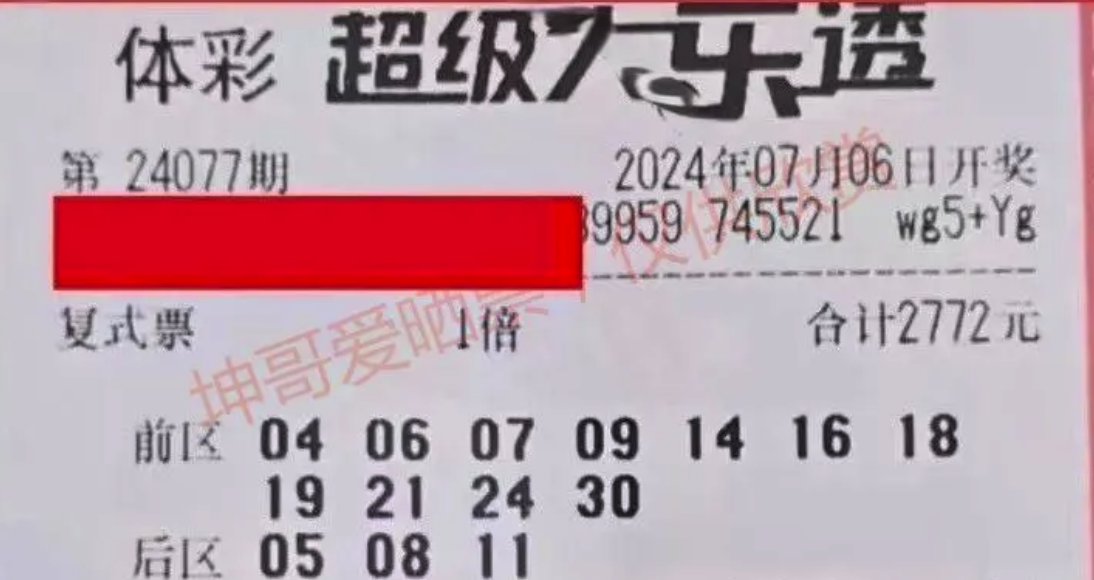 体彩 超级大乐透
第 24077期 2024年07月06日开奖
39959 745521 wg5+Yg
复式票 1倍 合计2772元
坤哥爱晒票
前区 04 06 07 09 14 16 18
19 21 24 30
后区 05 08 11